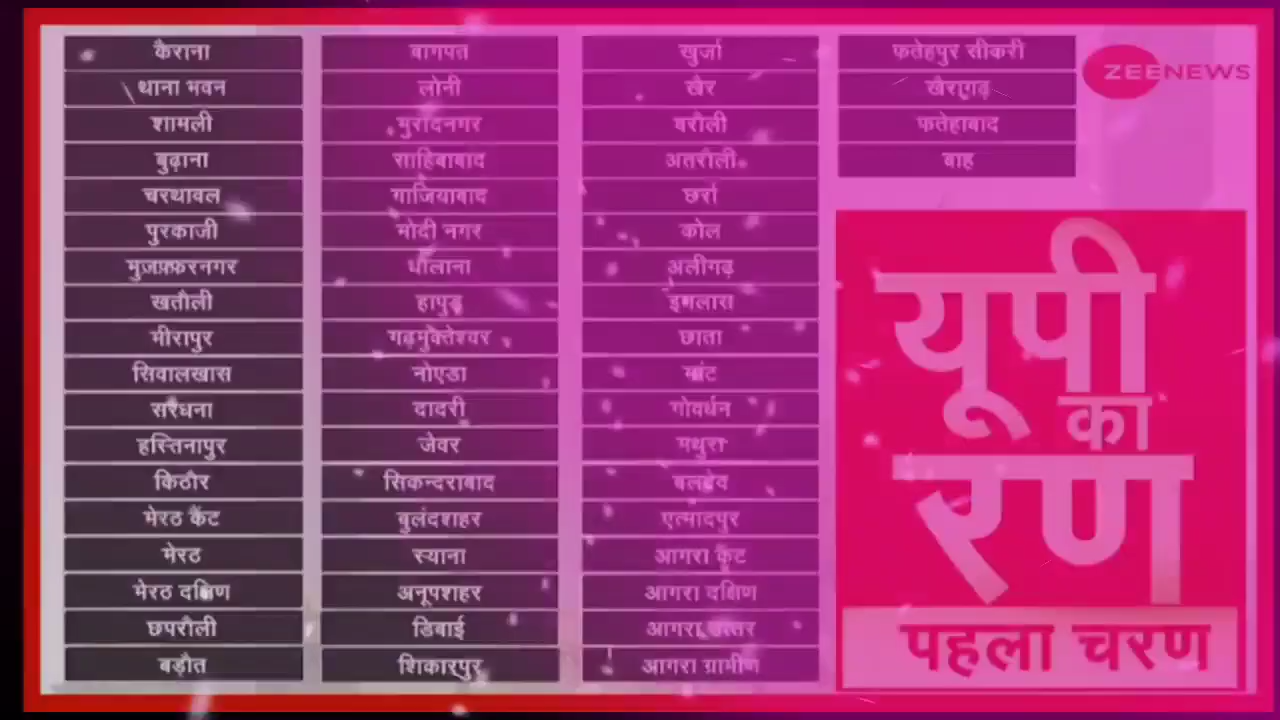 कैराना
थाना भवन
शामली
बुढ़ाना
चरथावल
पुरकाजी
मुज़फ़्फ़रनगर
खतौली
मीरापुर
सिवालखास
सरधना
हस्तिनापुर
किठौर
मेरठ कैंट
मेरठ
मेरठ दक्षिण
छपरौली
बड़ौत
बागपत
लोनी
मुरादनगर
साहिबाबाद
गाजियाबाद
मोदी नगर
धौलाना
हापुड़
गढ़मुक्तेश्वर
नोएडा
दादरी
जेवर
सिकन्दराबाद
बुलंदशहर
स्याना
अनूपशहर
डिबाई
शिकारपुर
खुर्जा
खैर
बरौली
अतरौली
छर्रा
कोल
अलीगढ़
इगलास
छाता
मांट
गोवर्धन
मथुरा
बलदेव
एत्मादपुर
आगरा कैंट
आगरा दक्षिण
आगरा उत्तर
आगरा ग्रामीण
फतेहपुर सीकरी
खैरागढ़
फतेहाबाद
बाह
ZEENEWS
यूपी
का
रण
पहला चरण